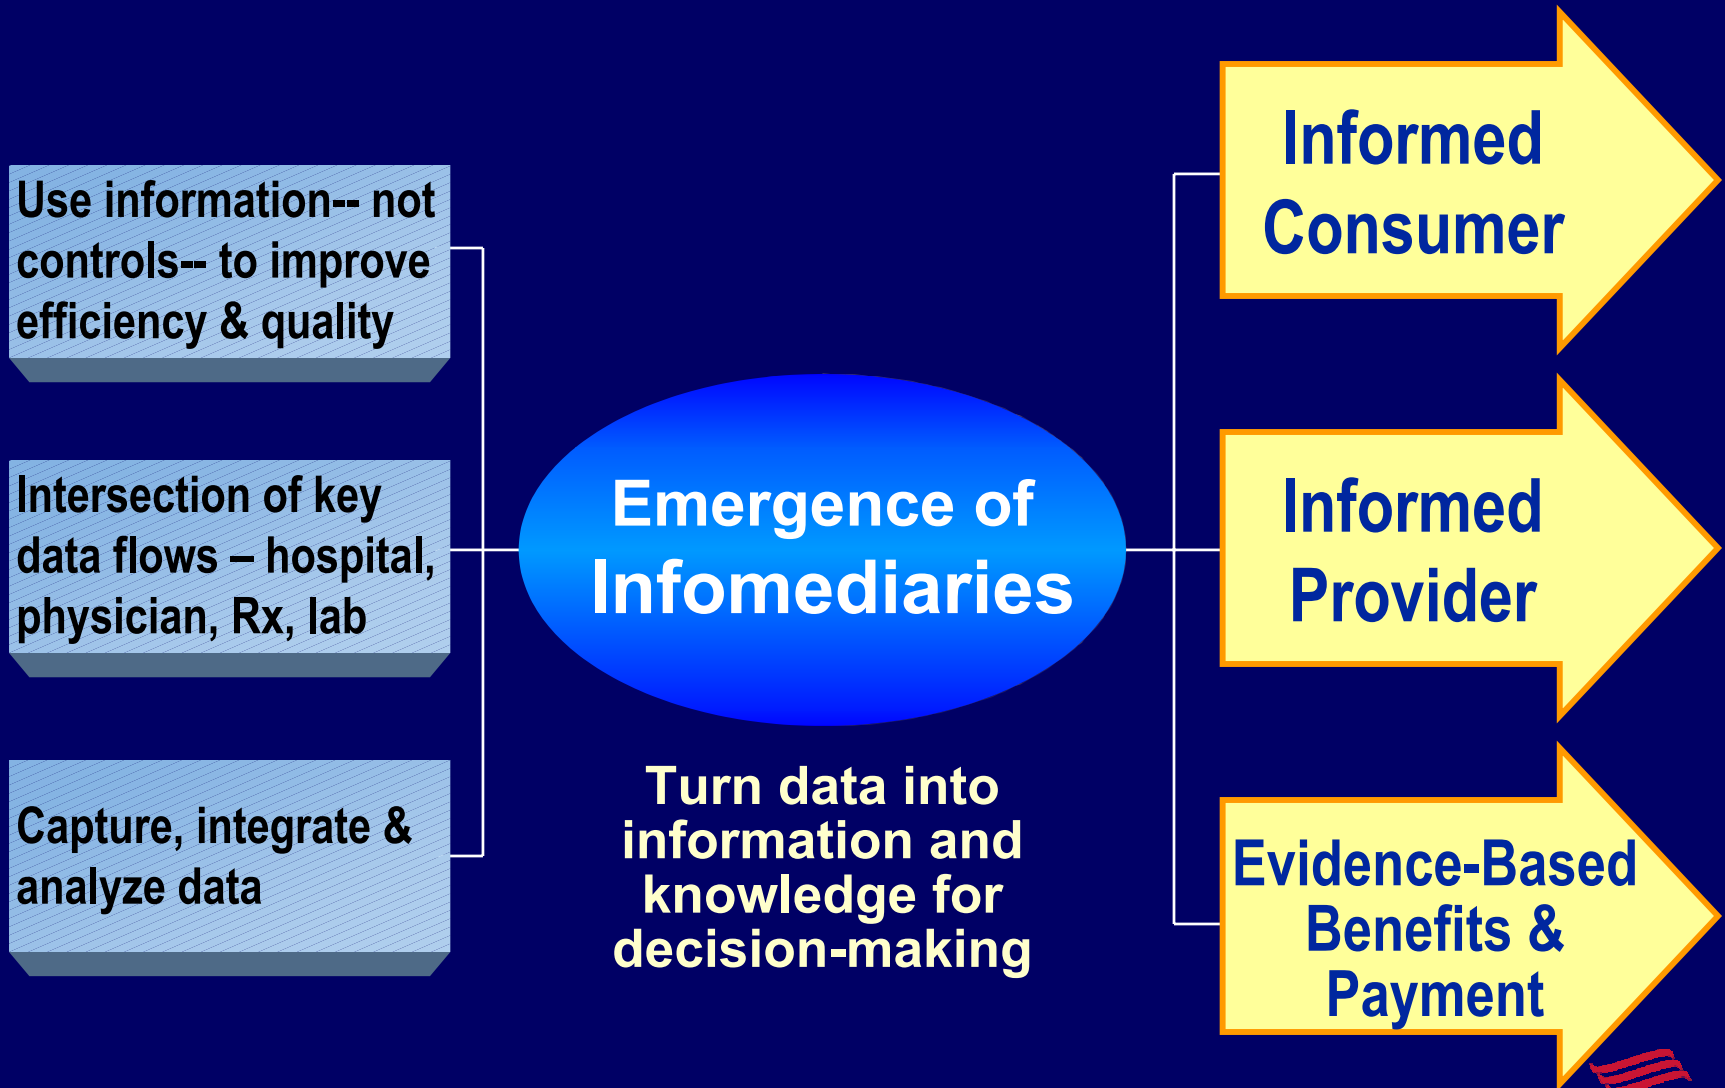 Use information-- not
controls-- to improve
efficiency & quality
Intersection of key
data flows – hospital,
physician, Rx, lab
Capture, integrate &
analyze data
Emergence of
Infomediaries
Turn data into
information and
knowledge for
decision-making
Informed
Consumer
Informed
Provider
Evidence-Based
Benefits &
Payment